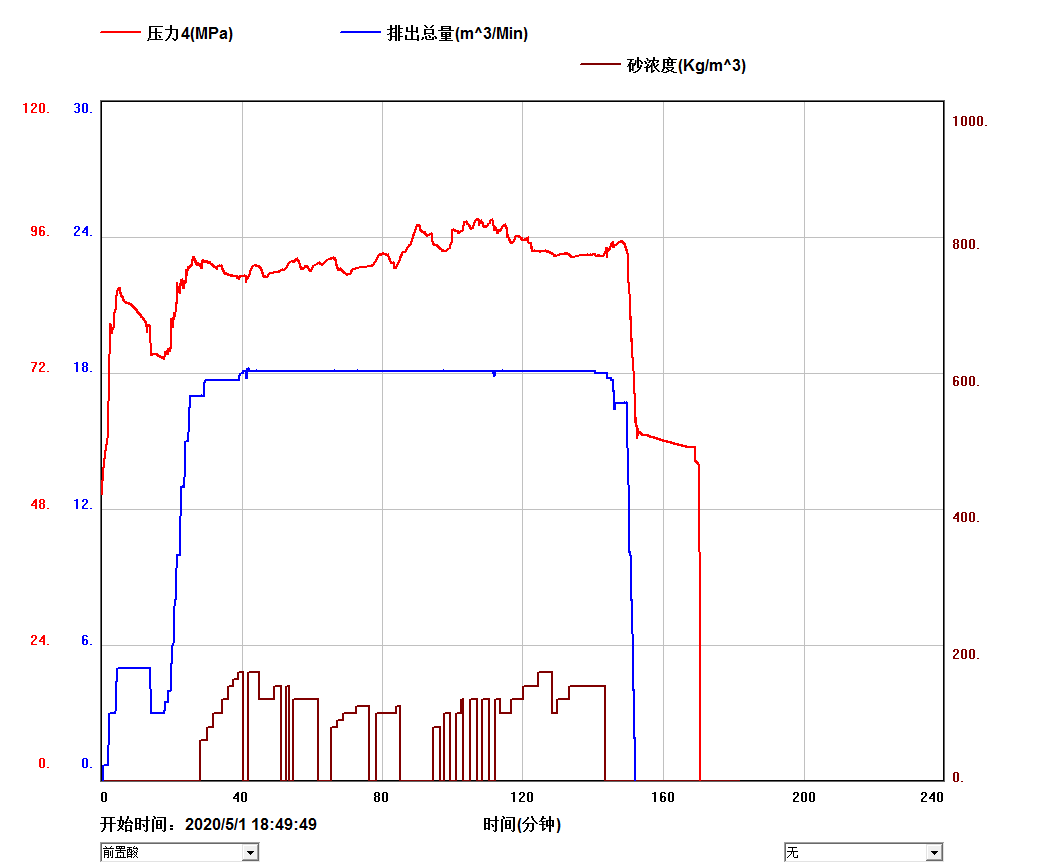 压力4(MPa) 排出总量(m^3/Min)
砂浓度(Kg/m^3)
120. 30. 1000.
96. 24. 800.
72. 18. 600.
48. 12. 400.
24. 6. 200.
0. 0. 0.
0 40 80 120 160 200 240
开始时间：2020/5/1 18:49:49 时间(分钟)
前置酸 无